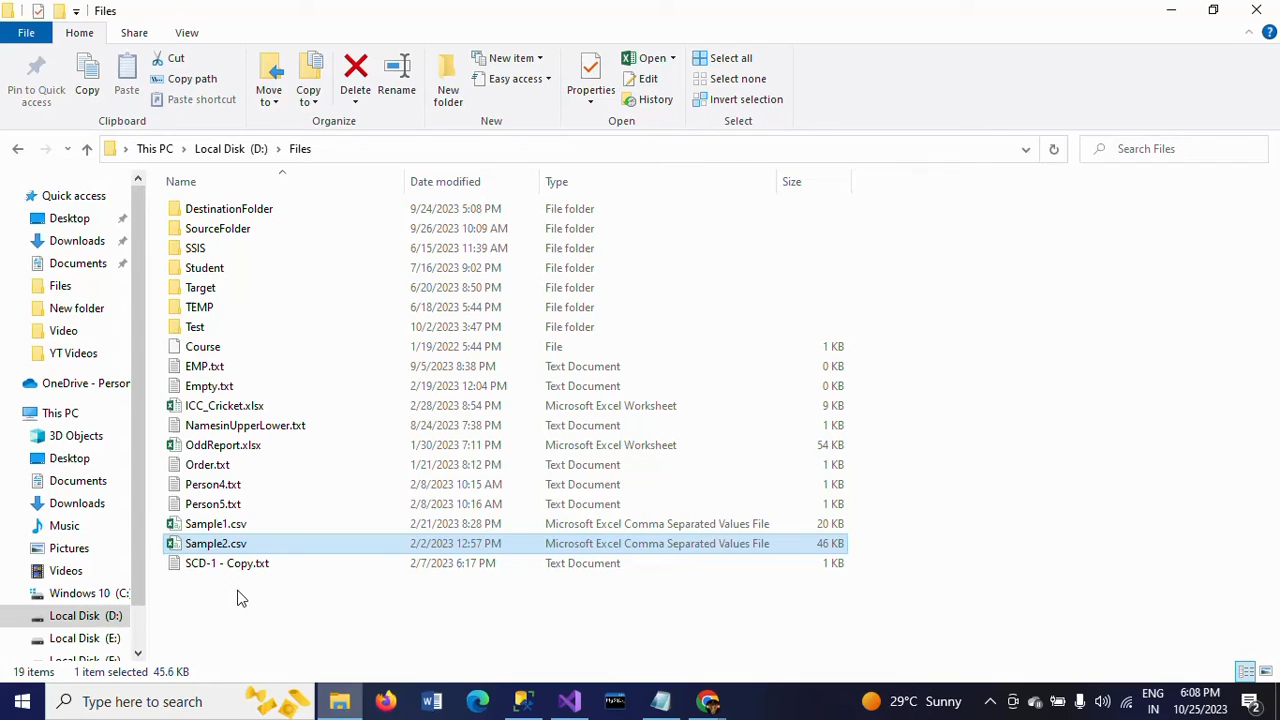 Files
File Home Share View
Pin to Quick access
Copy
Paste
Cut
Copy path
Paste shortcut
Move to
Copy to
Delete
Rename
New folder
New item
Easy access
Properties
Open
Edit
History
Select all
Select none
Invert selection
Clipboard Organize New Open Select
This PC Local Disk (D:) Files Search Files
Name Date modified Type Size
Quick access
Desktop
Downloads
Documents
Files
New folder
Video
YT Videos
OneDrive - Person
This PC
3D Objects
Desktop
Documents
Downloads
Music
Pictures
Videos
Windows 10 (C:
Local Disk (D:)
Local Disk (E:)
DestinationFolder 9/24/2023 5:08 PM File folder
SourceFolder 9/26/2023 10:09 AM File folder
SSIS 6/15/2023 11:39 AM File folder
Student 7/16/2023 9:02 PM File folder
Target 6/20/2023 8:50 PM File folder
TEMP 6/18/2023 5:44 PM File folder
Test 10/2/2023 3:47 PM File folder
Course 1/19/2022 5:44 PM File 1 KB
EMP.txt 9/5/2023 8:38 PM Text Document 0 KB
Empty.txt 2/19/2023 12:04 PM Text Document 0 KB
ICC_Cricket.xlsx 2/28/2023 8:54 PM Microsoft Excel Worksheet 9 KB
NamesinUpperLower.txt 8/24/2023 7:38 PM Text Document 1 KB
OddReport.xlsx 1/30/2023 7:11 PM Microsoft Excel Worksheet 54 KB
Order.txt 1/21/2023 8:12 PM Text Document 1 KB
Person4.txt 2/8/2023 10:15 AM Text Document 1 KB
Person5.txt 2/8/2023 10:16 AM Text Document 1 KB
Sample1.csv 2/21/2023 8:28 PM Microsoft Excel Comma Separated Values File 20 KB
Sample2.csv 2/2/2023 12:57 PM Microsoft Excel Comma Separated Values File 46 KB
SCD-1 - Copy.txt 2/7/2023 6:17 PM Text Document 1 KB
19 items 1 item selected 45.6 KB
Type here to search
29°C Sunny
ENG
IN
6:08 PM
10/25/2023
2